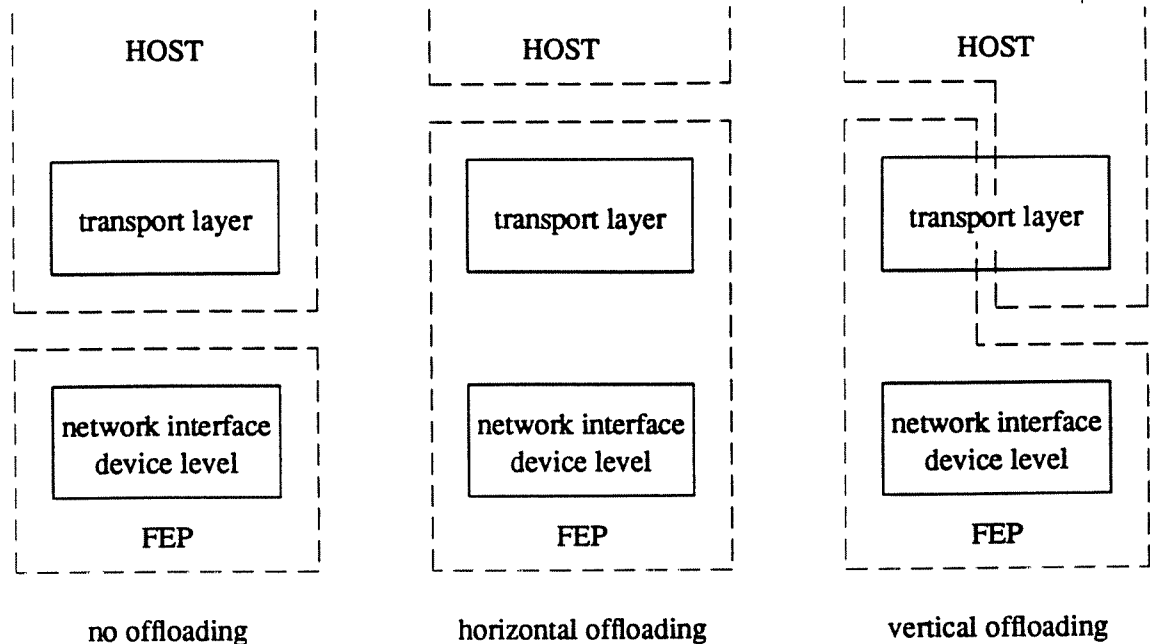 HOST
transport layer
network interface
device level
FEP
no offloading
HOST
transport layer
network interface
device level
FEP
horizontal offloading
HOST
transport layer
network interface
device level
FEP
vertical offloading